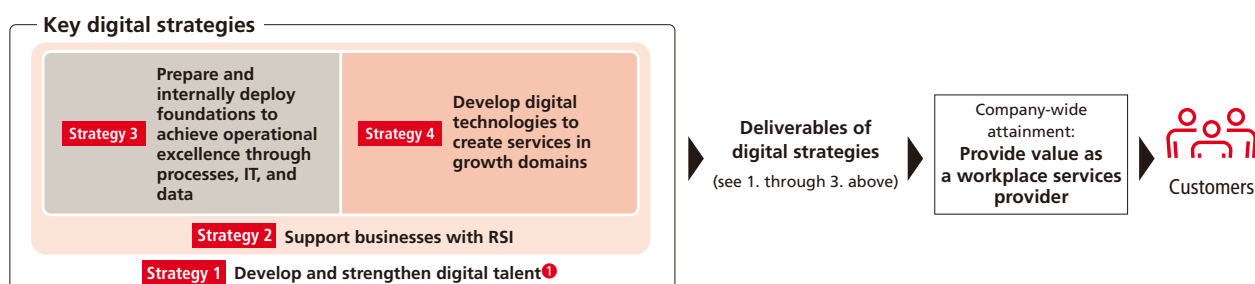 Key digital strategies
Strategy 3
Prepare and
internally deploy
foundations to
achieve operational
excellence through
processes, IT, and
data
Strategy 4
Develop digital
technologies to
create services in
growth domains
Strategy 2 Support businesses with RSI
Strategy 1 Develop and strengthen digital talent❶
Deliverables of
digital strategies
(see 1. through 3. above)
Company-wide
attainment:
Provide value as
a workplace services
provider
Customers